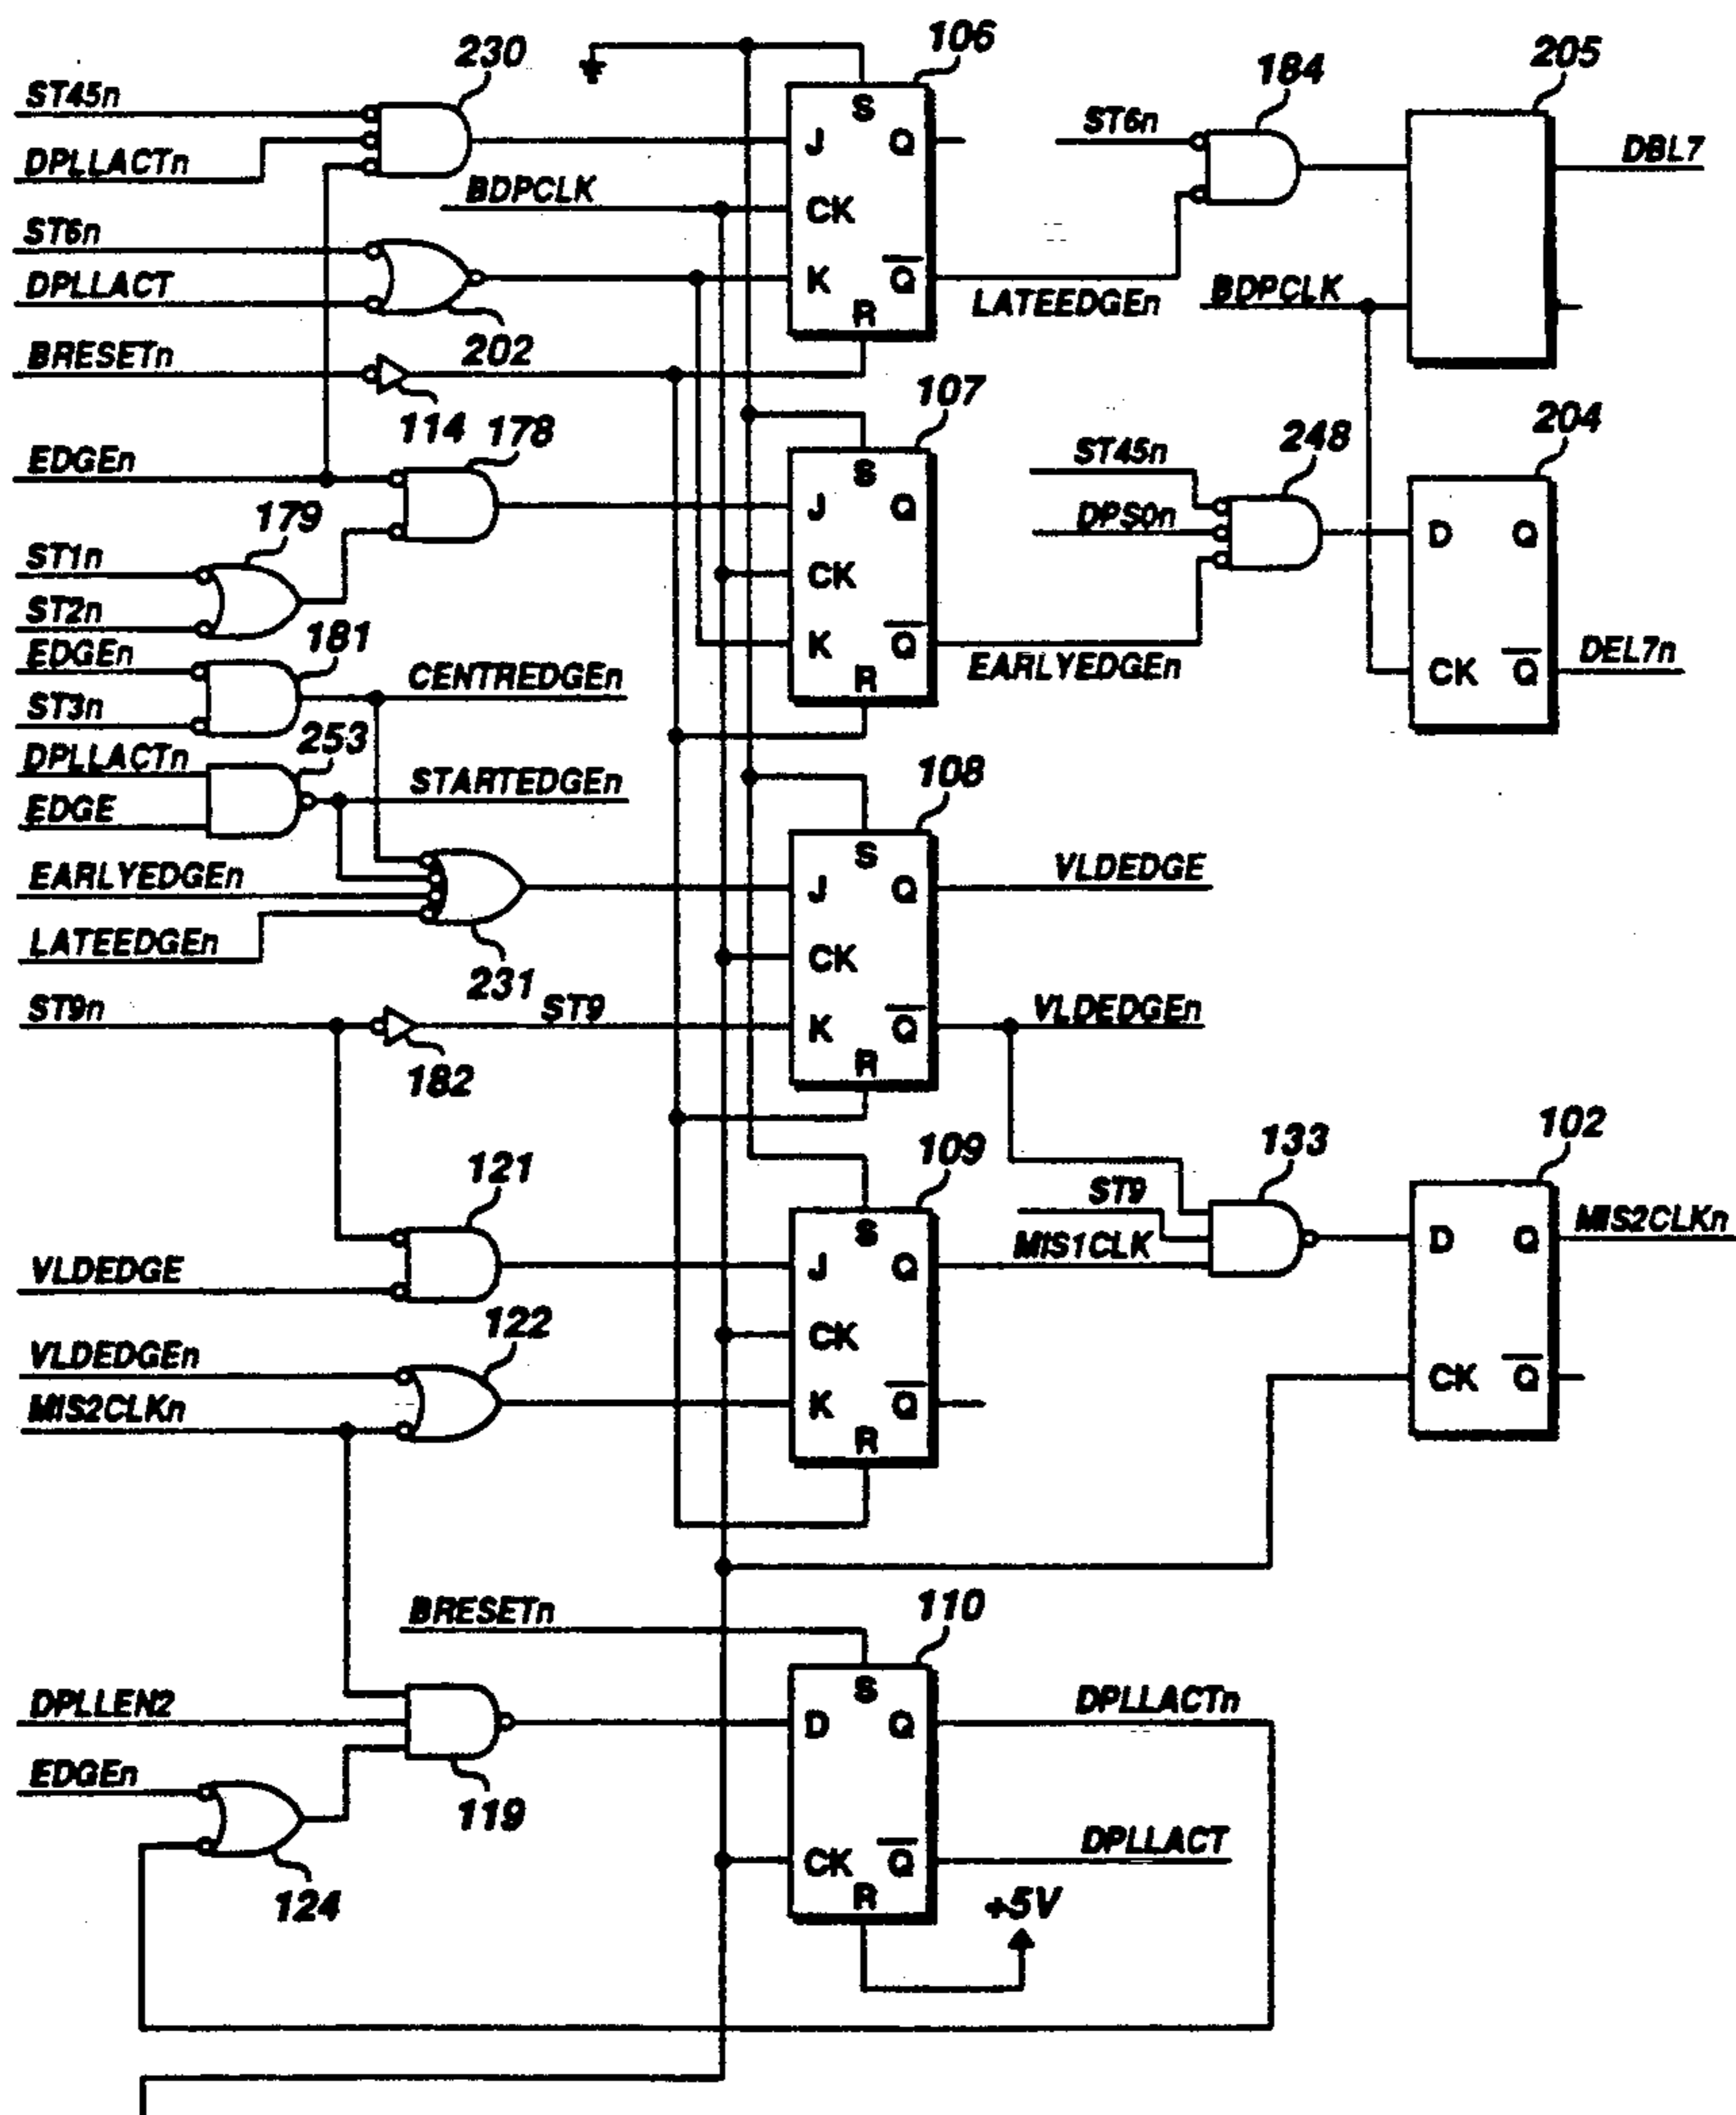 230
106
184
205
ST45n
DPLLACTn
S
J
Q
ST6n
DBL7
BDPCLK
CK
ST6n
DPLLACT
K
Q
R
LATEEDGEn
BDPCLK
BRESETn
202
114
107
204
EDGEn
178
ST45n
248
S
179
J
Q
DPS0n
D
Q
ST1n
CK
ST2n
181
K
Q
EARLYEDGEn
CK
Q
DEL7n
EDGEn
CENTREDGEn
R
ST3n
253
DPLLACTn
STARTEDGEn
108
EDGE
S
EARLYEDGEn
J
Q
VLDEDGE
LATEEDGEn
CK
231
ST9n
ST9
K
Q
VLDEDGEn
182
R
102
121
109
133
ST9
S
D
Q
MIS2CLKn
VLDEDGE
J
Q
MIS1CLK
122
CK
VLDEDGEn
CK
Q
MIS2CLKn
K
Q
R
BRESETn
110
S
DPLLEN2
D
Q
DPLLACTn
EDGEn
119
CK
Q
DPLLACT
124
R
+5V